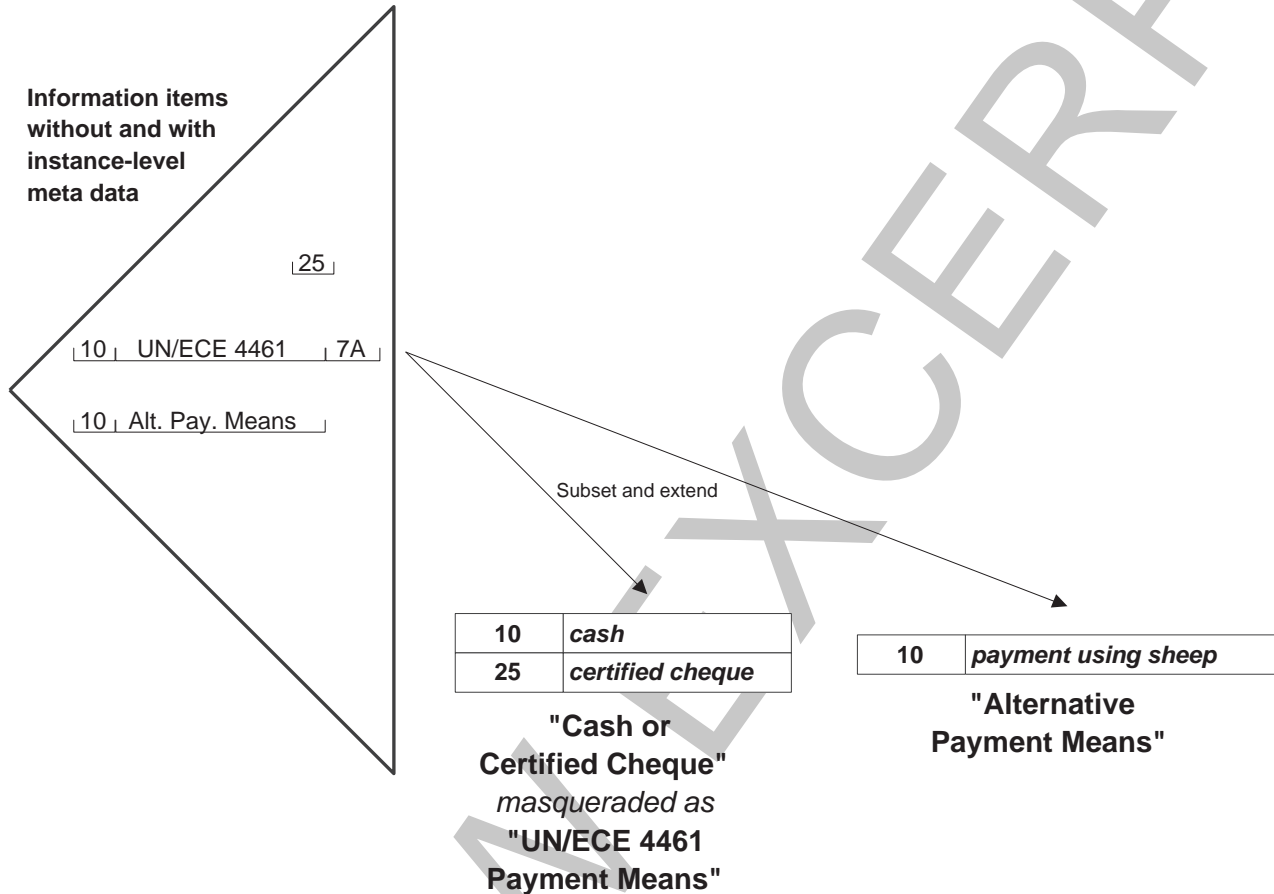 Information items
without and with
instance-level
meta data
25
10 UN/ECE 4461 7A
10 Alt. Pay. Means
Subset and extend
10 cash
25 certified cheque
10 payment using sheep
"Cash or
Certified Cheque"
masqueraded as
"UN/ECE 4461
Payment Means"
"Alternative
Payment Means"
W EXCERP